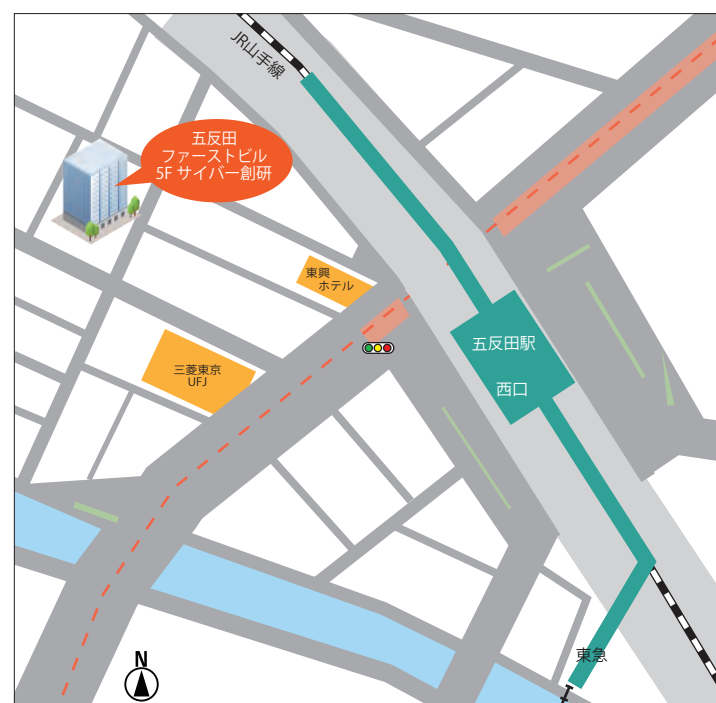 JR山手線
五反田
ファーストビル
5F サイバー創研
東興
ホテル
五反田駅
西口
三菱東京
UFJ
東急
N